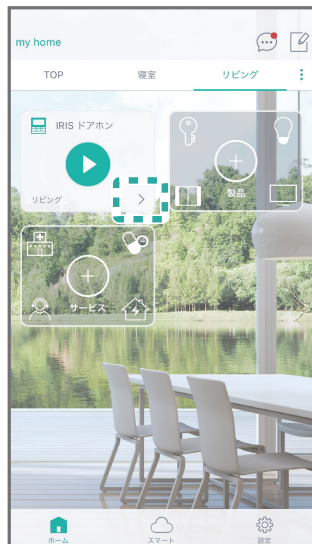 my home
TOP
寝室
リビング
IRIS ドアホン
リビング
製品
サービス
ホーム
スマート
設定